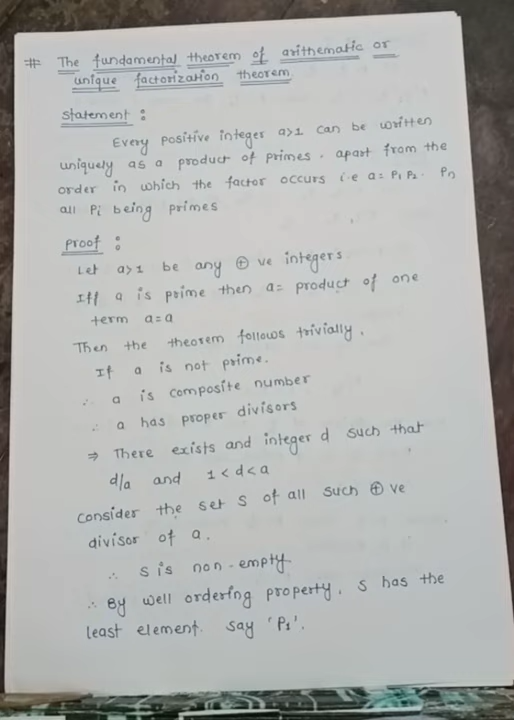 # The fundamental theorem of arithematic or
unique factorization theorem
Statement :
Every positive integer a>1 can be written
uniquely as a product of primes. apart from the
order in which the factor occurs i.e a = P1 P2.. Pn
all Pi being primes
Proof :
Let a>1 be any ⊕ ve integers
Iff a is prime then a = product of one
term a=a
Then the theorem follows trivially.
If a is not prime.
∴ a is composite number
∴ a has proper divisors
⇒ There exists and integer d such that
d/a and 1<d<a
Consider the set S of all such ⊕ ve
divisor of a.
∴ S is non-empty
∴ By well ordering property, S has the
least element. Say 'P1'.